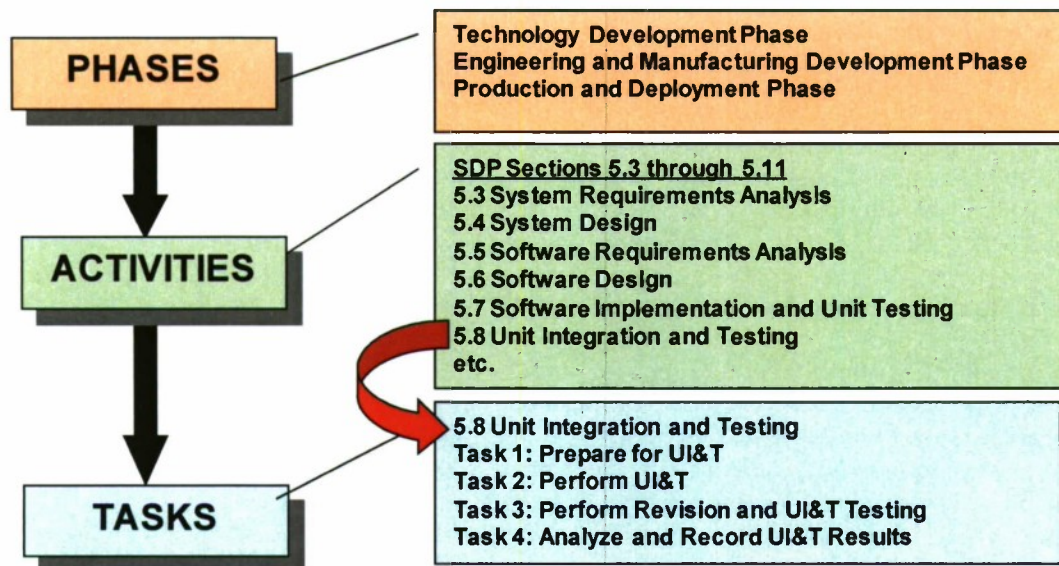 PHASES
Technology Development Phase
Engineering and Manufacturing Development Phase
Production and Deployment Phase
ACTIVITIES
SDP Sections 5.3 through 5.11
5.3 System Requirements Analysis
5.4 System Design
5.5 Software Requirements Analysis
5.6 Software Design
5.7 Software Implementation and Unit Testing
5.8 Unit Integration and Testing
etc.
TASKS
5.8 Unit Integration and Testing
Task 1: Prepare for UI&T
Task 2: Perform UI&T
Task 3: Perform Revision and UI&T Testing
Task 4: Analyze and Record UI&T Results